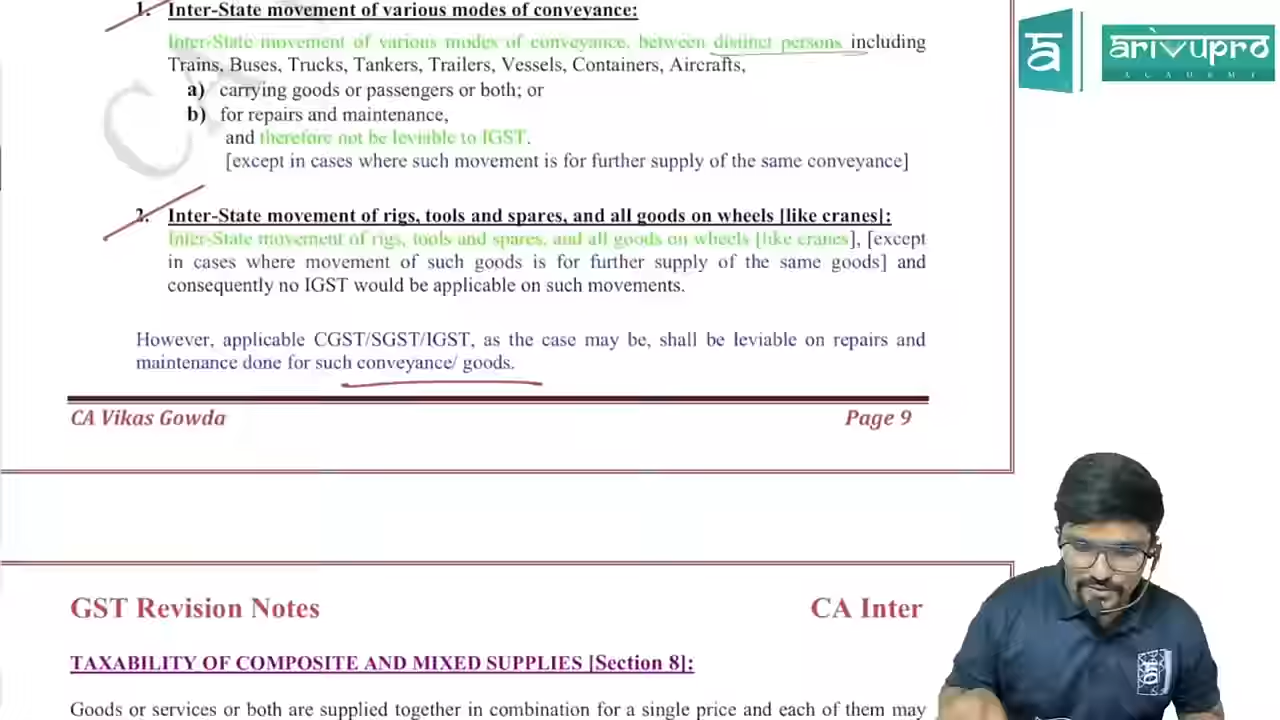 1. Inter-State movement of various modes of conveyance:
Inter-State movement of various modes of conveyance, between distinct persons including
Trains, Buses, Trucks, Tankers, Trailers, Vessels, Containers, Aircrafts,
a) carrying goods or passengers or both; or
b) for repairs and maintenance,
and therefore not be leviable to IGST.
[except in cases where such movement is for further supply of the same conveyance]
2. Inter-State movement of rigs, tools and spares, and all goods on wheels [like cranes]:
Inter-State movement of rigs, tools and spares, and all goods on wheels [like cranes], [except
in cases where movement of such goods is for further supply of the same goods] and
consequently no IGST would be applicable on such movements.
However, applicable CGST/SGST/IGST, as the case may be, shall be leviable on repairs and
maintenance done for such conveyance/ goods.
CA Vikas Gowda Page 9
GST Revision Notes CA Inter
TAXABILITY OF COMPOSITE AND MIXED SUPPLIES [Section 8]:
Goods or services or both are supplied together in combination for a single price and each of them may
arivupro
ACADEMY
CA